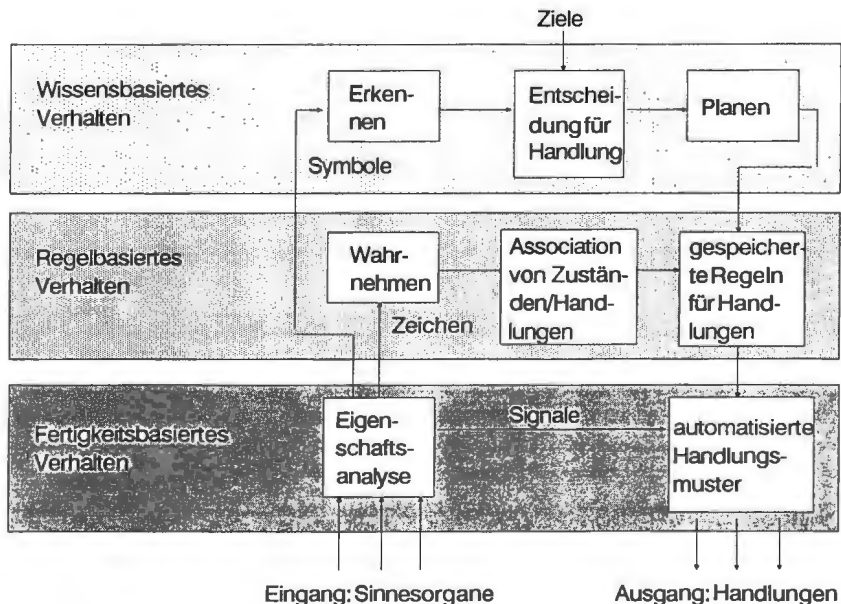 Ziele
Wissensbasiertes
Verhalten
Erken-
nen
Entschei-
dung für
Handlung
Planen
Symbole
Regelbasiertes
Verhalten
Wahr-
nehmen
Association
von Zustän-
den/Hand-
lungen
gespeicher-
te Regeln
für Hand-
lungen
Zeichen
Fertigkeitsbasiertes
Verhalten
Eigen-
schafts-
analyse
Signale
automatisierte
Handlungs-
muster
Eingang: Sinnesorgane
Ausgang: Handlungen